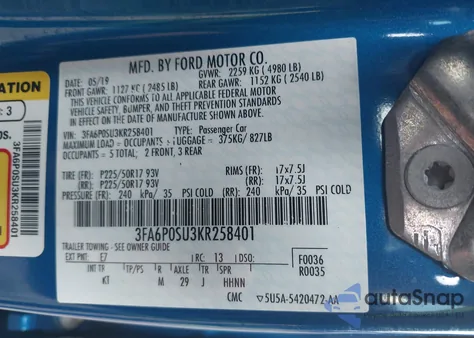 MFD. BY FORD MOTOR CO.
DATE: 05/19 GVWR: 2259 KG (4980 LB)
FRONT GAWR: 1127 KG (2485 LB) REAR GAWR: 1152 KG (2540 LB)
THIS VEHICLE CONFORMS TO ALL APPLICABLE FEDERAL MOTOR
VEHICLE SAFETY, BUMPER, AND THEFT PREVENTION STANDARDS
IN EFFECT ON THE DATE OF MANUFACTURE SHOWN ABOVE.
VIN: 3FA6P0SU3KR258401 Type: Passenger Car
MAXIMUM LOAD = OCCUPANTS + LUGGAGE = 375KG/ 827LB
OCCUPANTS = 5 TOTAL; 2 FRONT, 3 REAR
TIRE (FR): P225/50R17 93V RIMS (FR): 17x7.5J
(RR): P225/50R17 93V (RR): 17x7.5J
PRESSURE (FR): 240 kPa/ 35 PSI COLD (RR): 240 kPa/ 35 PSI COLD
3FA6P0SU3KR258401
TRAILER TOWING - SEE OWNER GUIDE
EXT PNT: E7 RC: 13 DSO: F0036
R0035
INT TR TP/PS R AXLE TR SPR
KT M 29 J HHNN
CMC 5U5A-5420472-AA
: 3
3FA6P0SU3KR258401
autoSnap